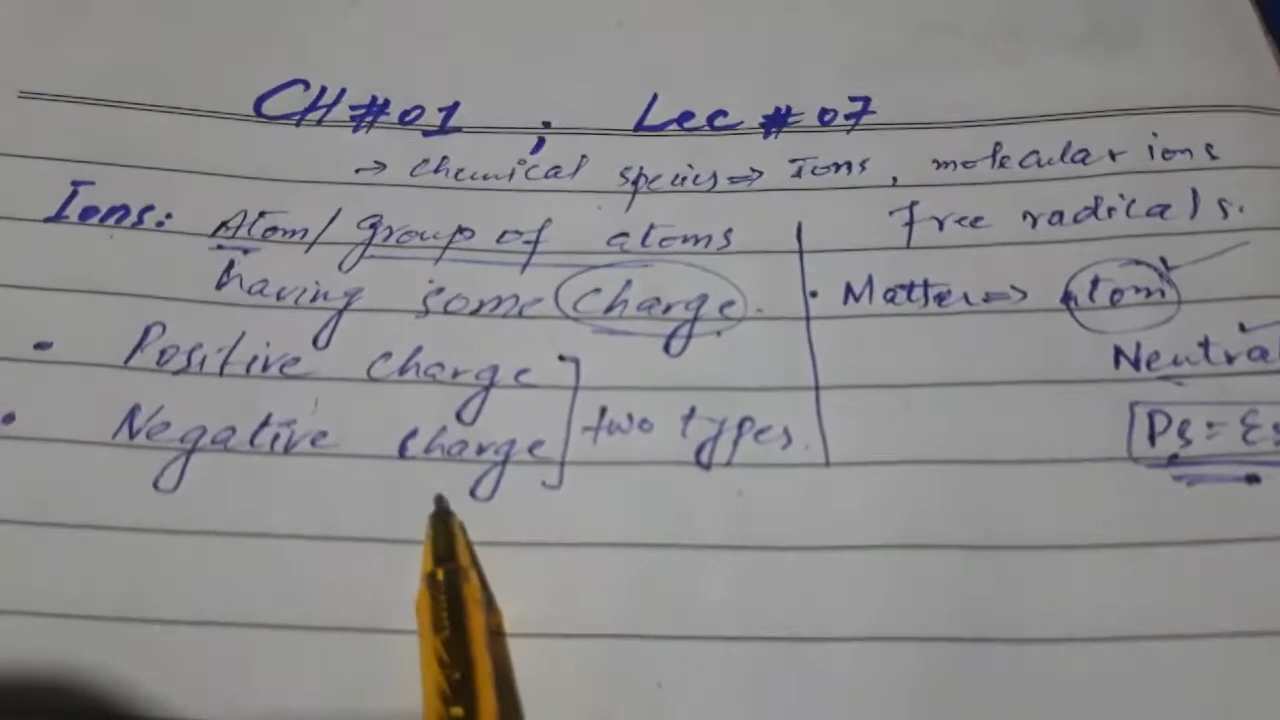 CH#01 ; Lec #07
→ Chemical species ⇒ Ions, molecular ions
Free radicals.
Ions: Atom/group of atoms
having some charge.
• Positive charge
• Negative charge ] two types.
• Matter ⇒ atom
Neutra